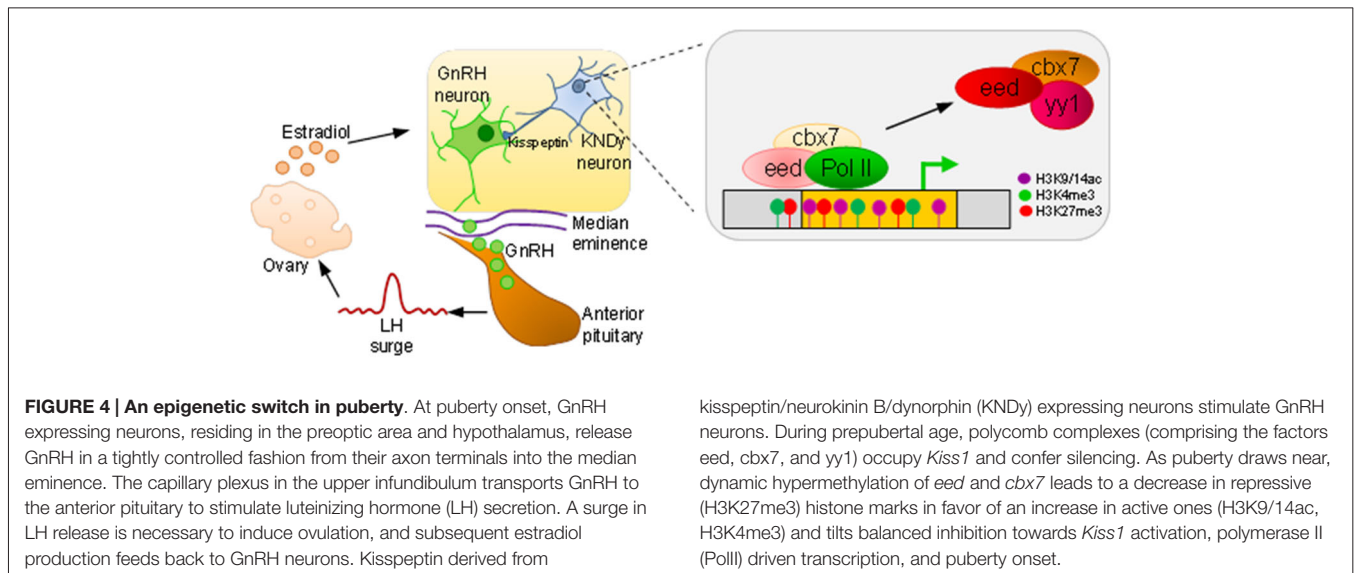 GnRH
neuron
Estradiol
Kisspeptin
KNDy
neuron
Median
eminence
GnRH
Ovary
LH
surge
Anterior
pituitary
cbx7
eed
yy1
cbx7
eed
Pol II
H3K9/14ac
H3K4me3
H3K27me3
FIGURE 4 | An epigenetic switch in puberty. At puberty onset, GnRH
expressing neurons, residing in the preoptic area and hypothalamus, release
GnRH in a tightly controlled fashion from their axon terminals into the median
eminence. The capillary plexus in the upper infundibulum transports GnRH to
the anterior pituitary to stimulate luteinizing hormone (LH) secretion. A surge in
LH release is necessary to induce ovulation, and subsequent estradiol
production feeds back to GnRH neurons. Kisspeptin derived from
kisspeptin/neurokinin B/dynorphin (KNDy) expressing neurons stimulate GnRH
neurons. During prepubertal age, polycomb complexes (comprising the factors
eed, cbx7, and yy1) occupy Kiss1 and confer silencing. As puberty draws near,
dynamic hypermethylation of eed and cbx7 leads to a decrease in repressive
(H3K27me3) histone marks in favor of an increase in active ones (H3K9/14ac,
H3K4me3) and tilts balanced inhibition towards Kiss1 activation, polymerase II
(PolII) driven transcription, and puberty onset.